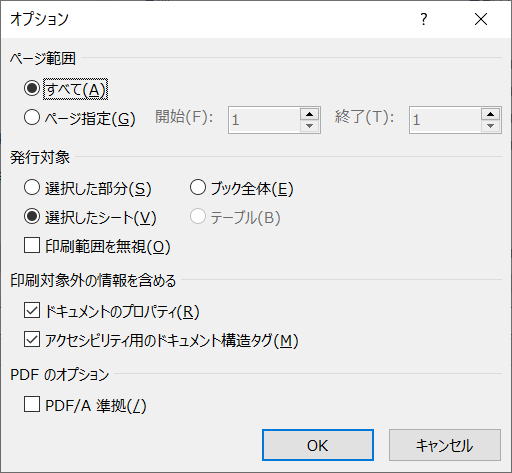 オプション ?
ページ範囲
すべて(A)
ページ指定(G) 開始(F): 1 終了(T): 1
発行対象
選択した部分(S) ブック全体(E)
選択したシート(V) テーブル(B)
印刷範囲を無視(O)
印刷対象外の情報を含める
ドキュメントのプロパティ(R)
アクセシビリティ用のドキュメント構造タグ(M)
PDF のオプション
PDF/A 準拠(/)
OK キャンセル